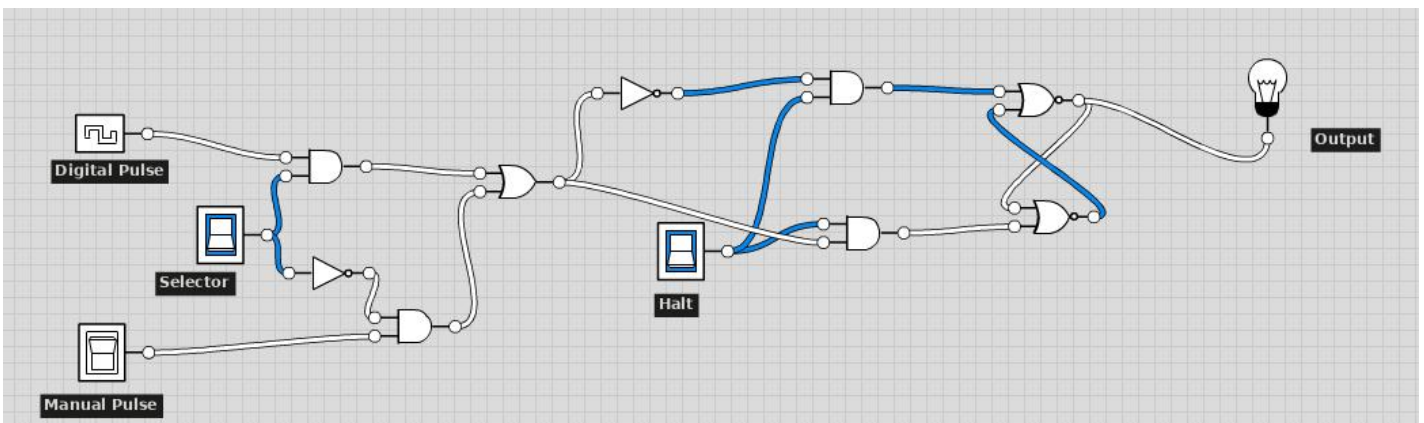 Digital Pulse
Selector
Manual Pulse
Halt
Output